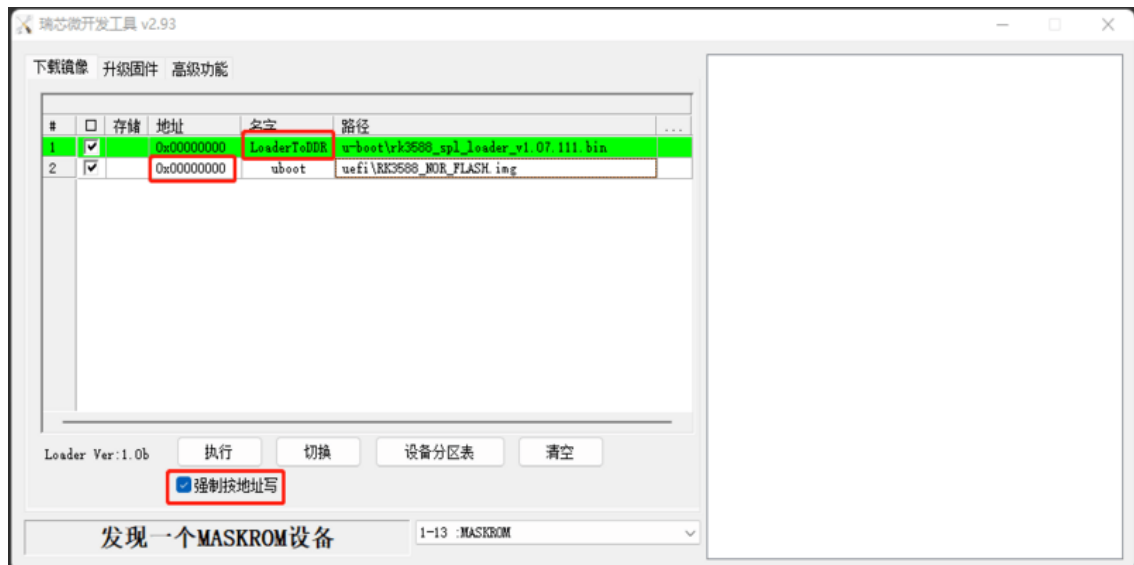 瑞芯微开发工具 v2.93
下载镜像 升级固件 高级功能
# 存储 地址 名字 路径 ...
1 0x00000000 LoaderToDDR u-boot\rk3588_spl_loader_v1.07.111.bin
2 0x00000000 uboot uefi\RK3588_NOR_FLASH.img
Loader Ver:1.0b 执行 切换 设备分区表 清空
强制按地址写
发现一个MASKROM设备 1-13 :MASKROM